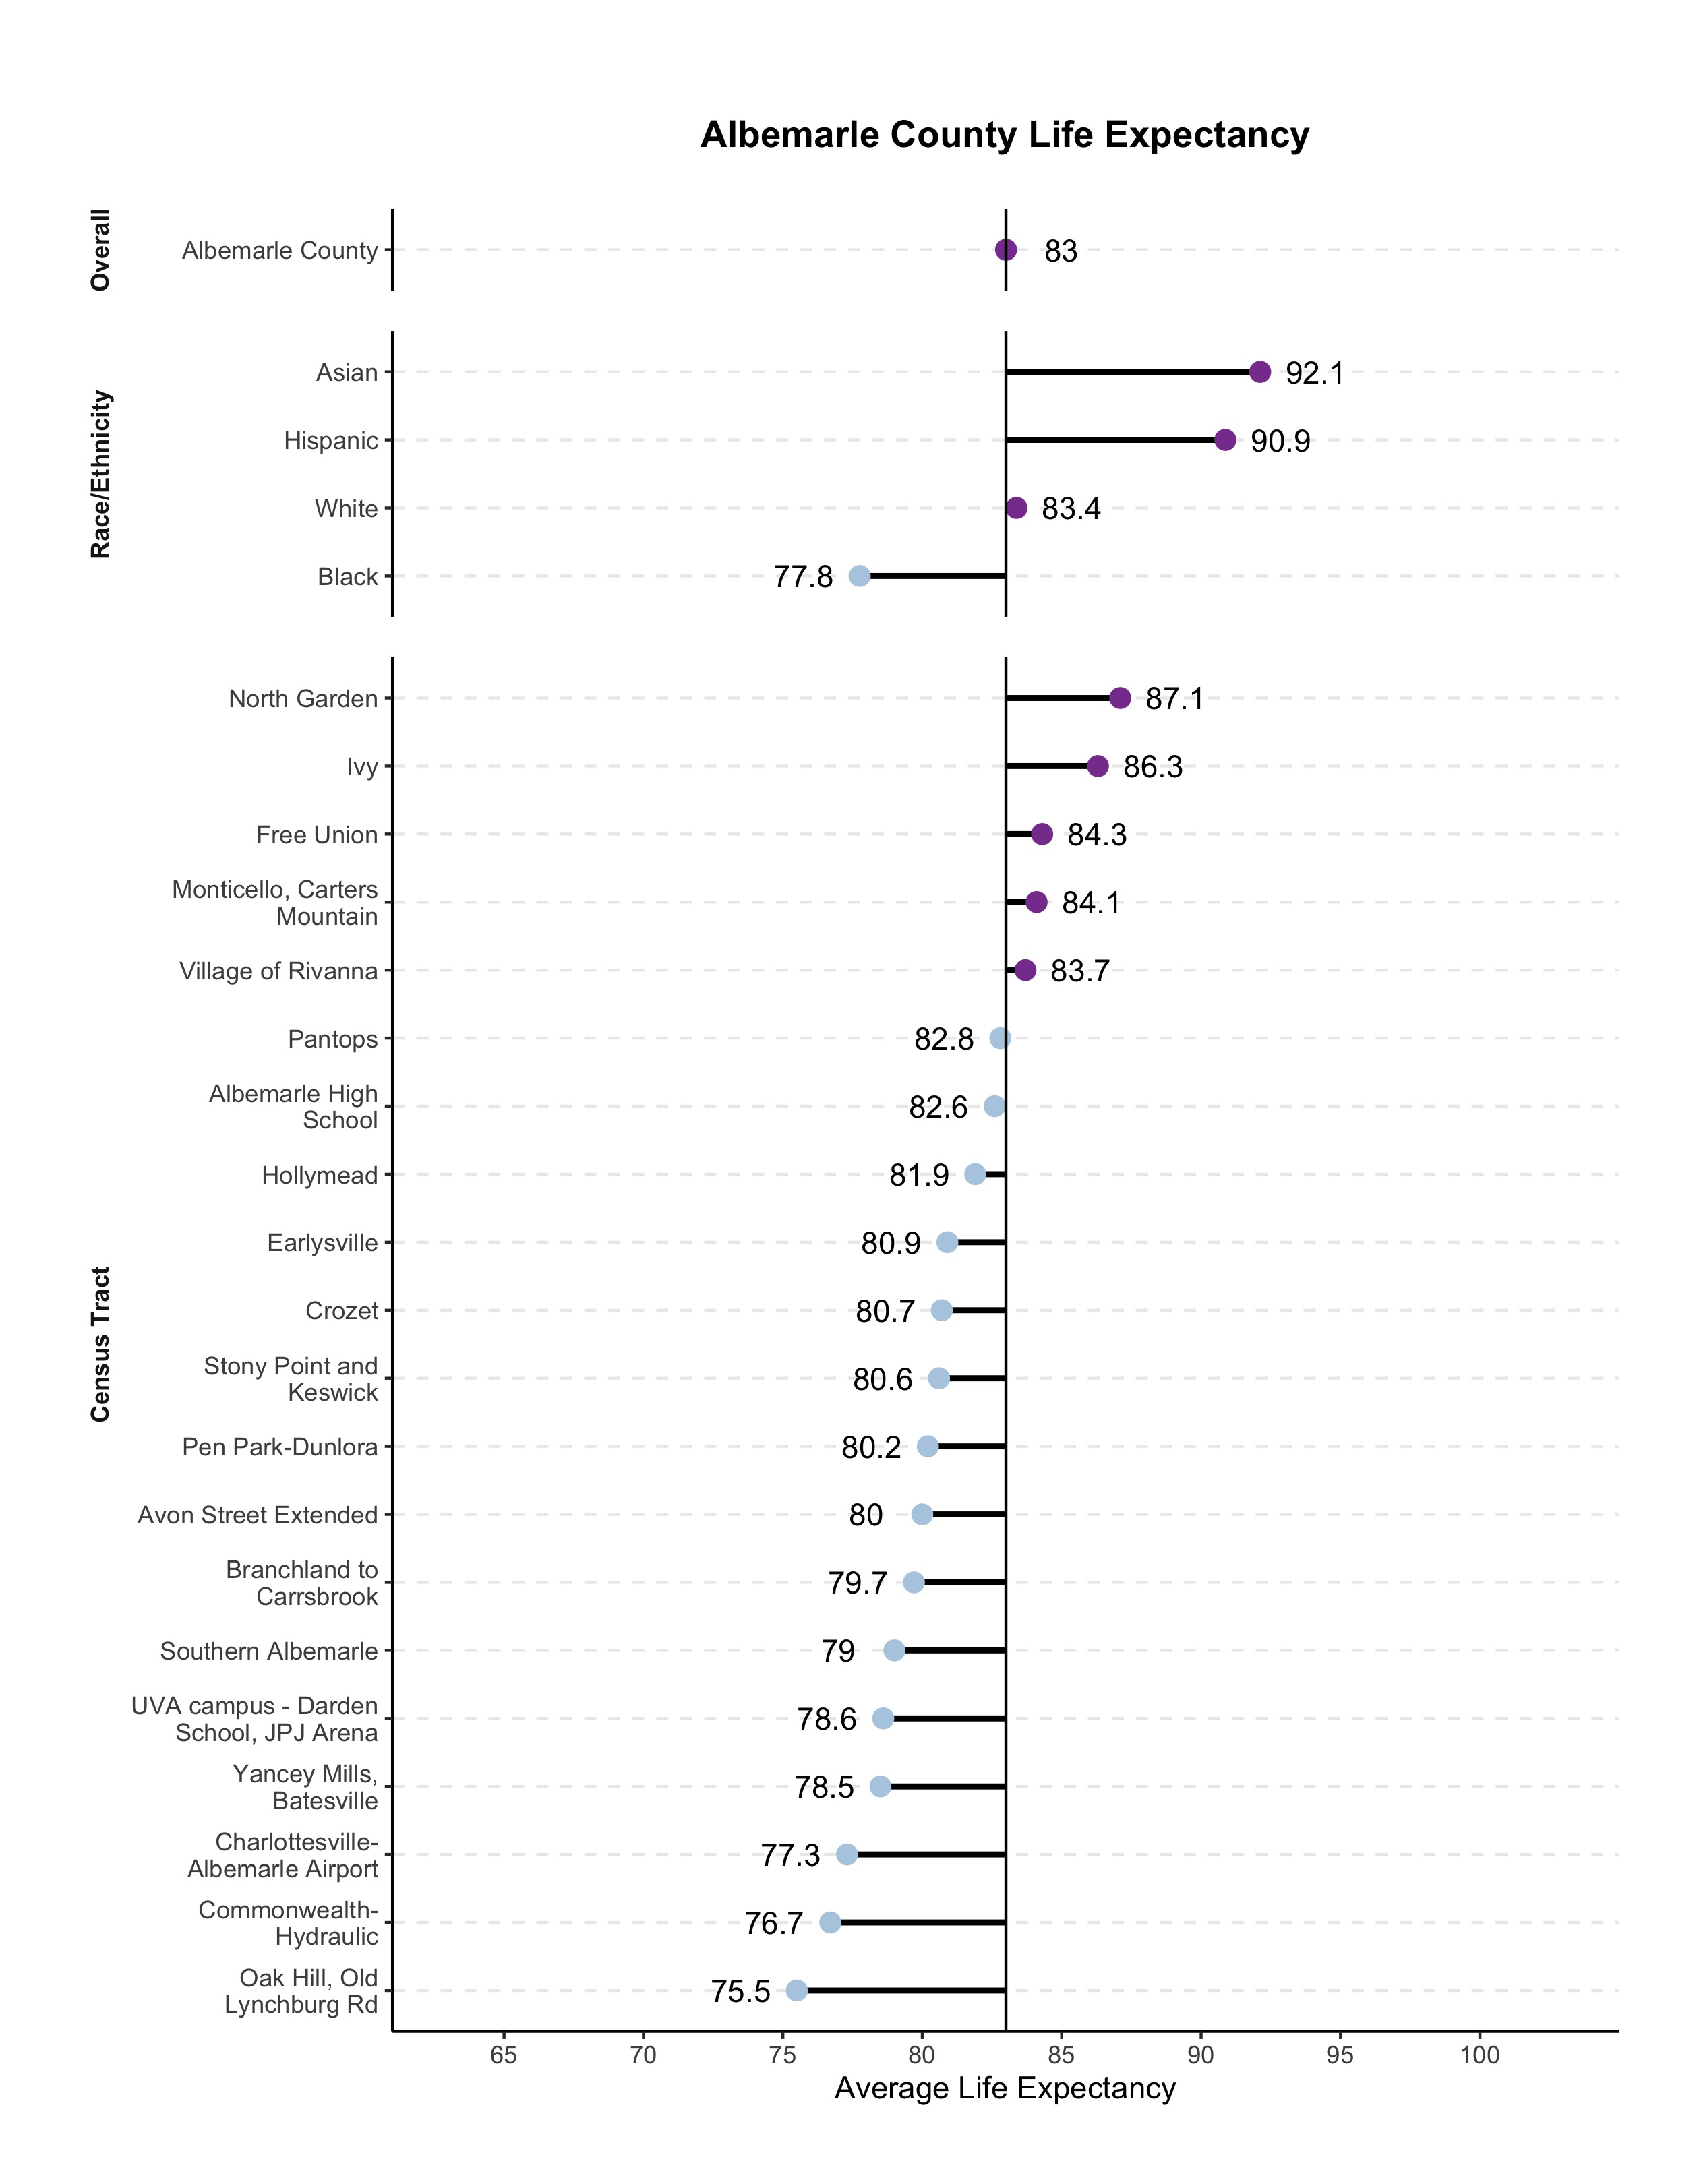 Albemarle County Life Expectancy
Overall
Albemarle County
83
Race/Ethnicity
Asian
92.1
Hispanic
90.9
White
83.4
Black
77.8
Census Tract
North Garden
87.1
Ivy
86.3
Free Union
84.3
Monticello, Carters
Mountain
84.1
Village of Rivanna
83.7
Pantops
82.8
Albemarle High
School
82.6
Hollymead
81.9
Earlysville
80.9
Crozet
80.7
Stony Point and
Keswick
80.6
Pen Park-Dunlora
80.2
Avon Street Extended
80
Branchland to
Carrsbrook
79.7
Southern Albemarle
79
UVA campus - Darden
School, JPJ Arena
78.6
Yancey Mills,
Batesville
78.5
Charlottesville-
Albemarle Airport
77.3
Commonwealth-
Hydraulic
76.7
Oak Hill, Old
Lynchburg Rd
75.5
65 70 75 80 85 90 95 100
Average Life Expectancy